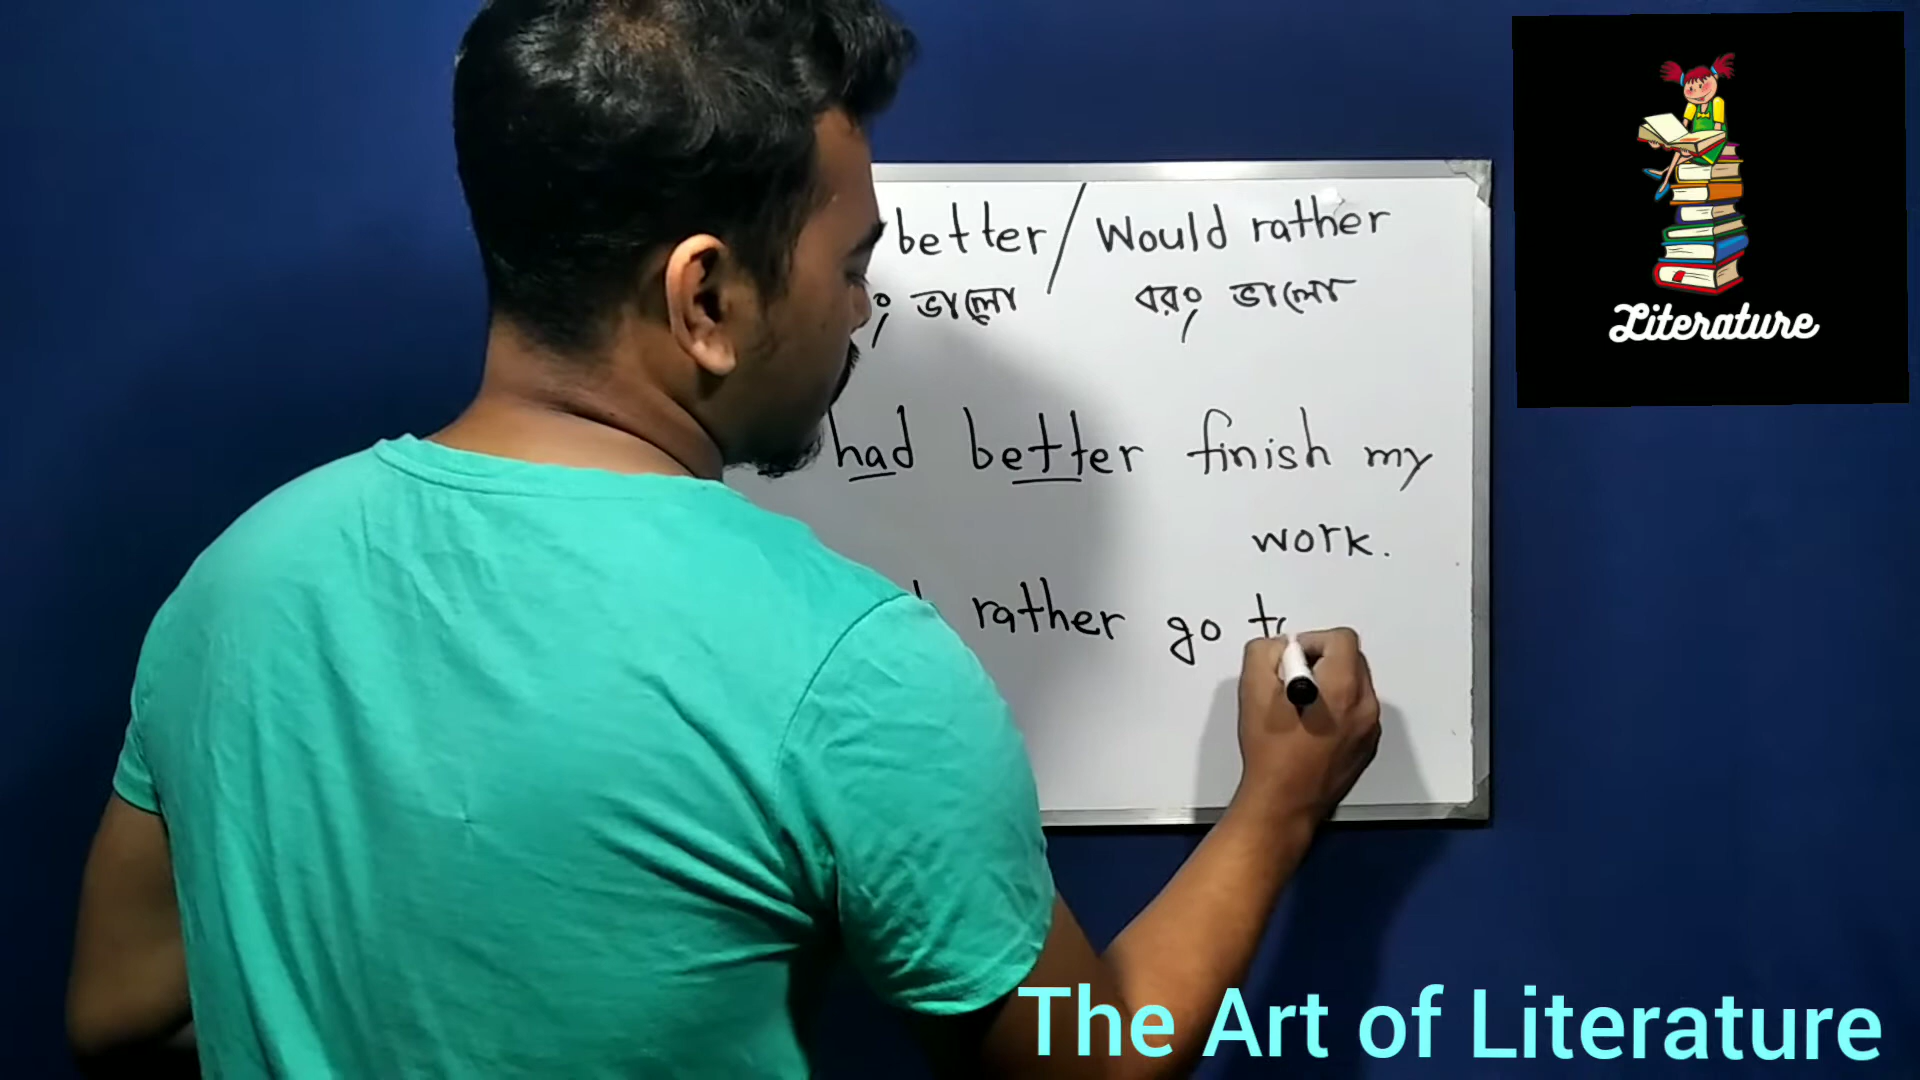 better / Would rather
ভালো বরং ভালো
had better finish my
work.
rather go to
Literature
The Art of Literature